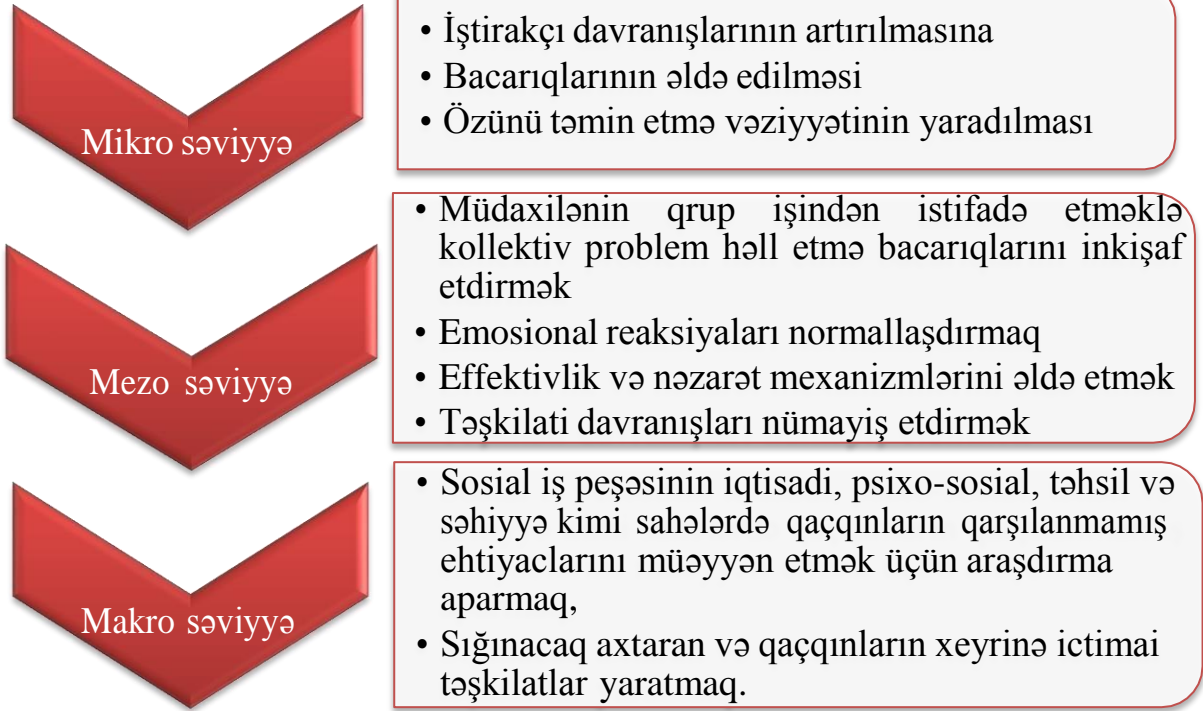 Mikro səviyyə
• İştirakçı davranışlarının artırılmasına
• Bacarıqlarının əldə edilməsi
• Özünü təmin etmə vəziyyətinin yaradılması
Mezo səviyyə
• Müdaxilənin qrup işindən istifadə etməklə
kollektiv problem həll etmə bacarıqlarını inkişaf
etdirmək
• Emosional reaksiyaları normallaşdırmaq
• Effektivlik və nəzarət mexanizmlərini əldə etmək
• Təşkilati davranışları nümayiş etdirmək
Makro səviyyə
• Sosial iş peşəsinin iqtisadi, psixo-sosial, təhsil və
səhiyyə kimi sahələrdə qaçqınların qarşılanmamış
ehtiyaclarını müəyyən etmək üçün araşdırma
aparmaq,
• Sığınacaq axtaran və qaçqınların xeyrinə ictimai
təşkilatlar yaratmaq.